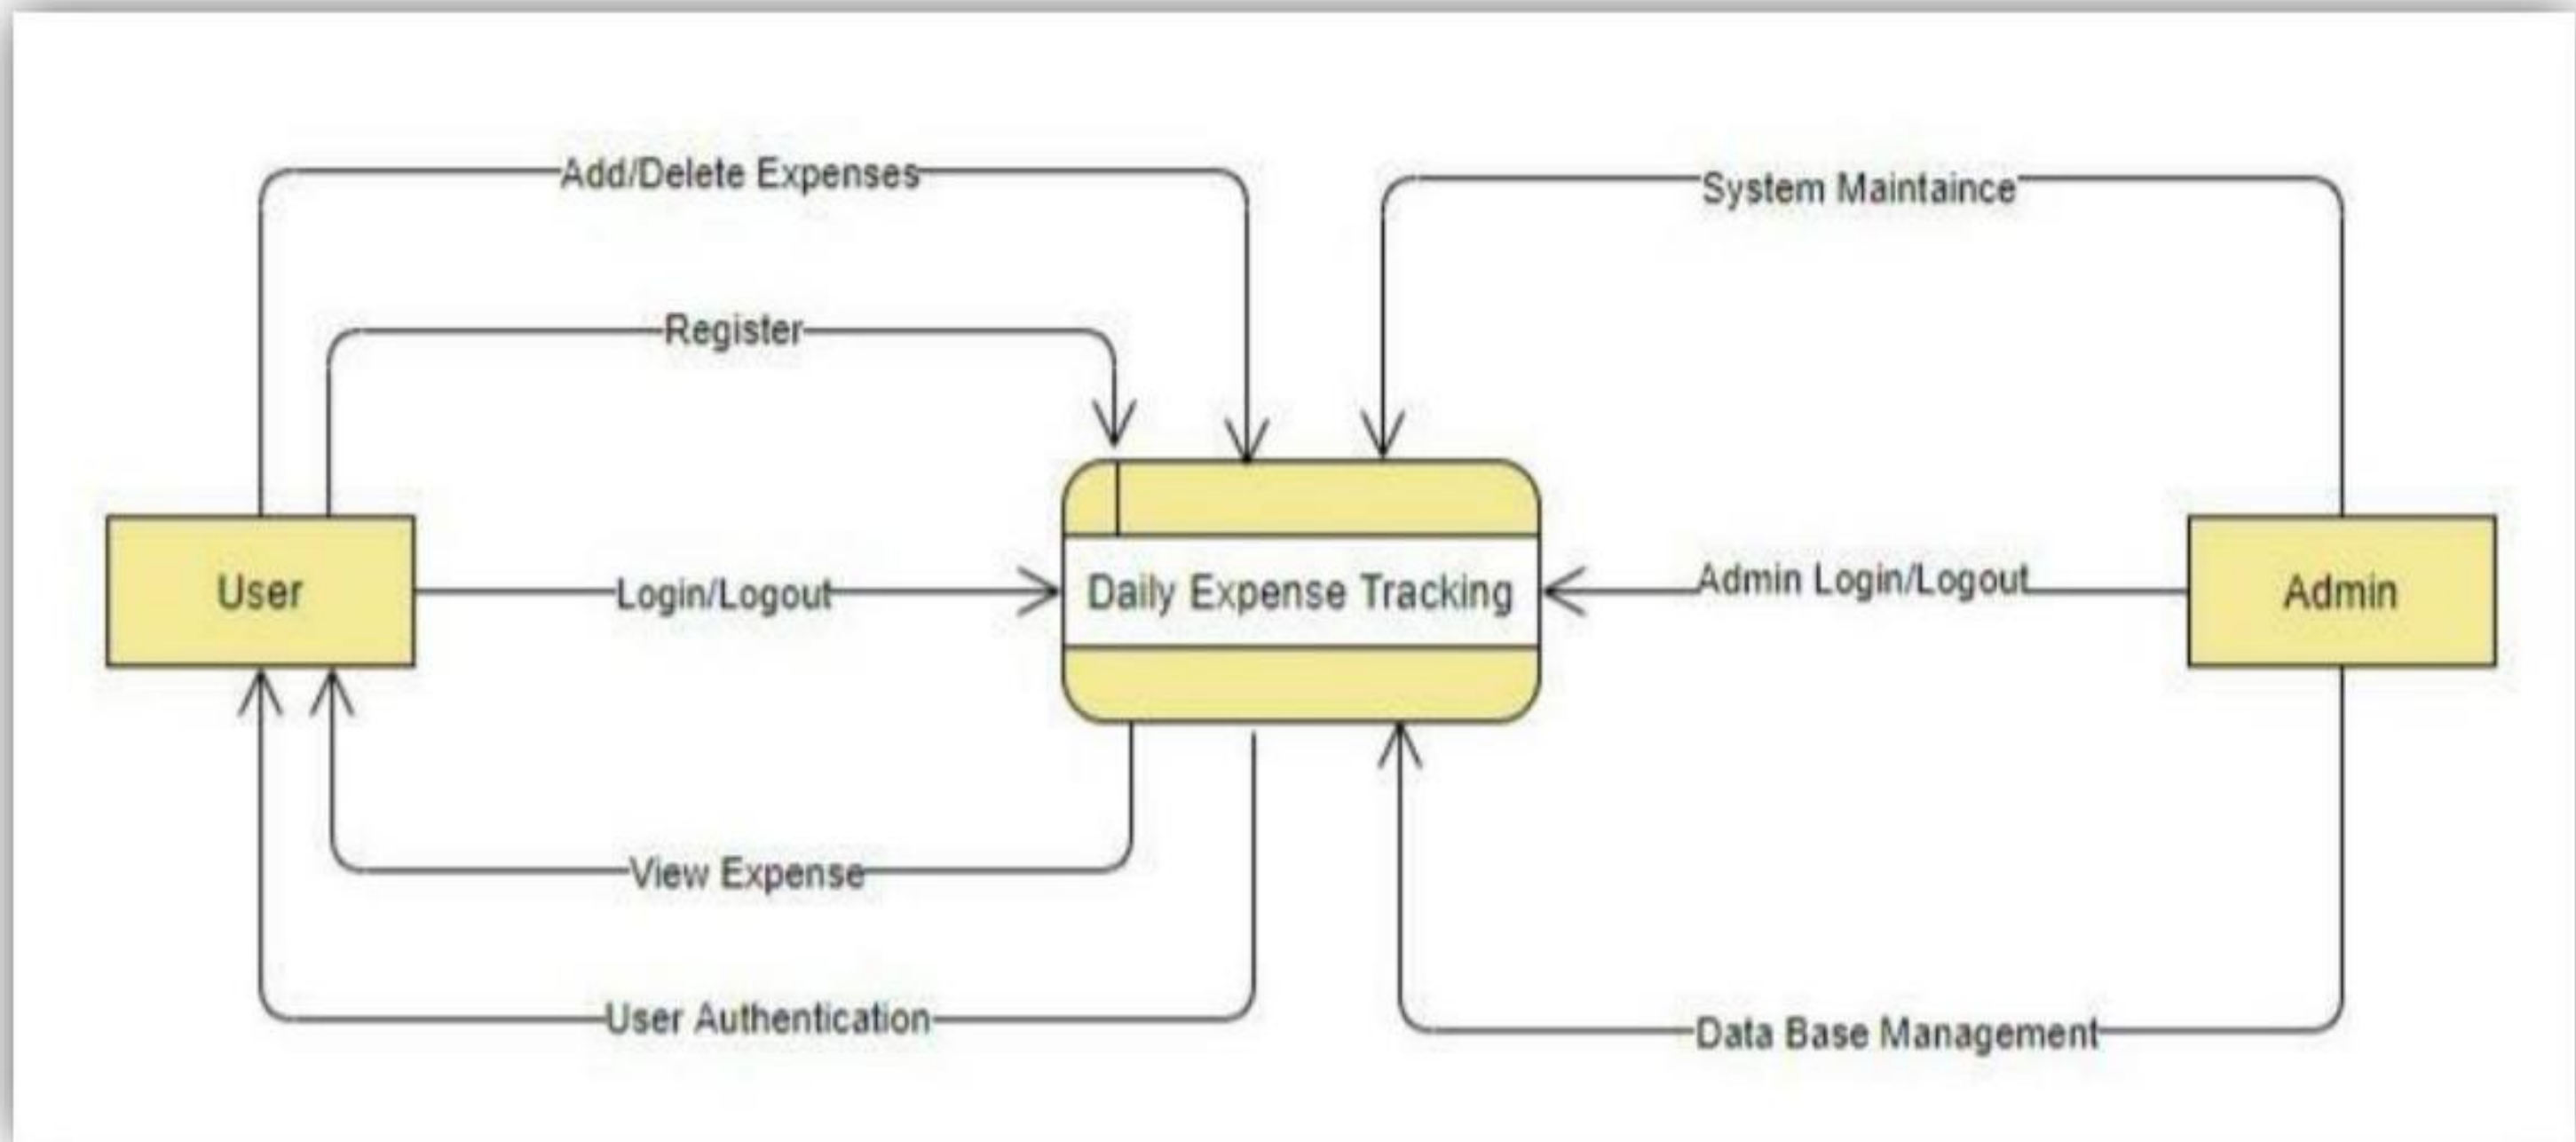 Add/Delete Expenses
System Maintaince
Register
User
Login/Logout
Daily Expense Tracking
Admin Login/Logout
Admin
View Expense
User Authentication
Data Base Management